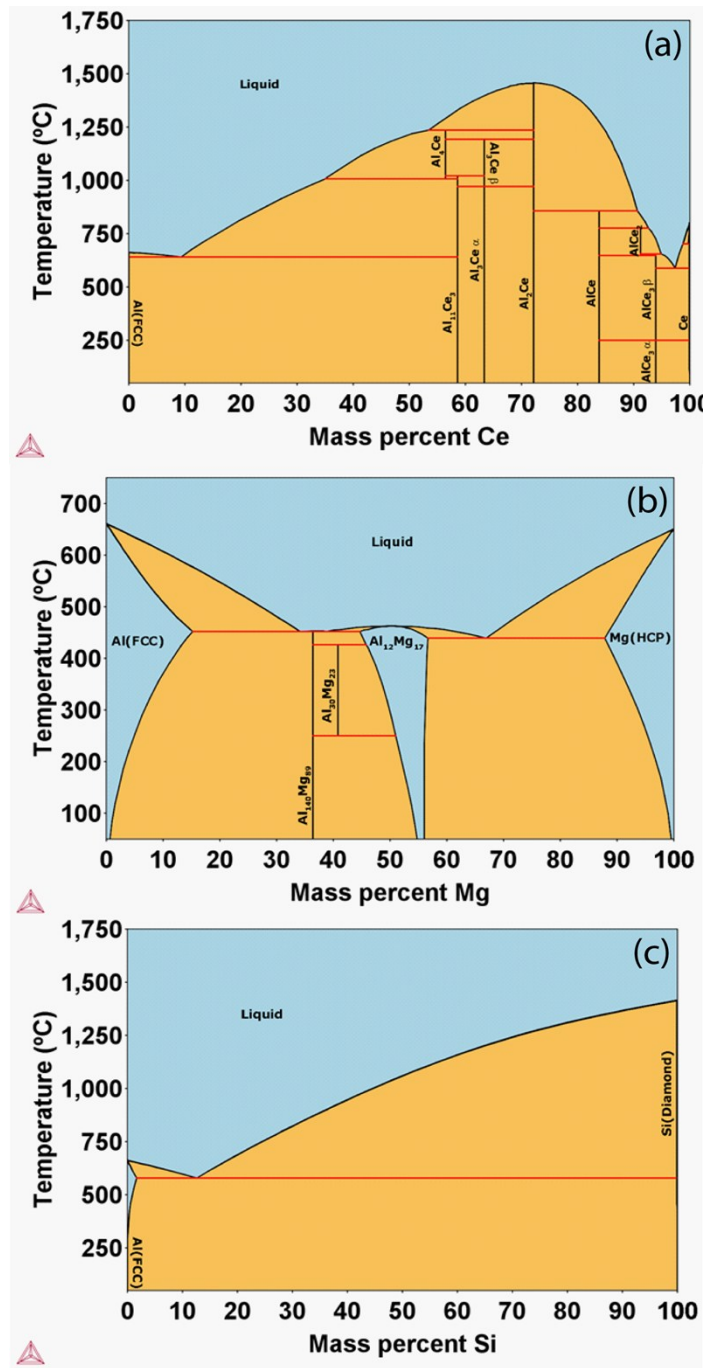 (a)
1,750
1,500
1,250
1,000
750
500
250
Temperature (ºC)
Liquid
Al(FCC)
Al₄Ce
Al₁₁Ce₃
Al₃Ce β
Al₃Ce α
Al₂Ce
AlCe
AlCe₂
AlCe₃ β
AlCe₃ α
Ce
0 10 20 30 40 50 60 70 80 90 100
Mass percent Ce
(b)
700
600
500
400
300
200
100
Temperature (ºC)
Liquid
Al(FCC)
Al₁₂Mg₁₇
Mg(HCP)
Al₃₀Mg₂₃
Al₁₄₀Mg₈₉
0 10 20 30 40 50 60 70 80 90 100
Mass percent Mg
(c)
1,750
1,500
1,250
1,000
750
500
250
Temperature (ºC)
Liquid
Al(FCC)
Si(Diamond)
0 10 20 30 40 50 60 70 80 90 100
Mass percent Si